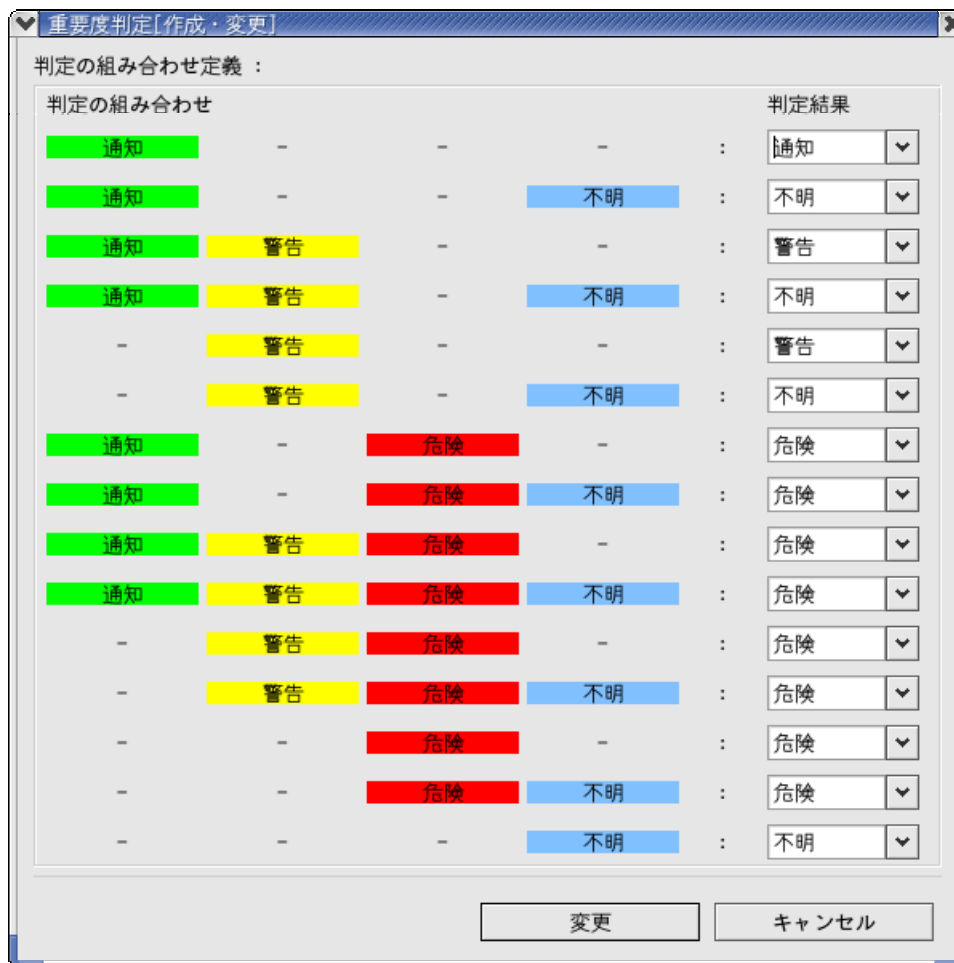 重要度判定[作成・変更]
判定の組み合わせ定義 :
判定の組み合わせ 判定結果
通知 - - - : 通知
通知 - - 不明 : 不明
通知 警告 - - : 警告
通知 警告 - 不明 : 不明
- 警告 - - : 警告
- 警告 - 不明 : 不明
通知 - 危険 - : 危険
通知 - 危険 不明 : 危険
通知 警告 危険 - : 危険
通知 警告 危険 不明 : 危険
- 警告 危険 - : 危険
- 警告 危険 不明 : 危険
- - 危険 - : 危険
- - 危険 不明 : 危険
- - - 不明 : 不明
変更 キャンセル